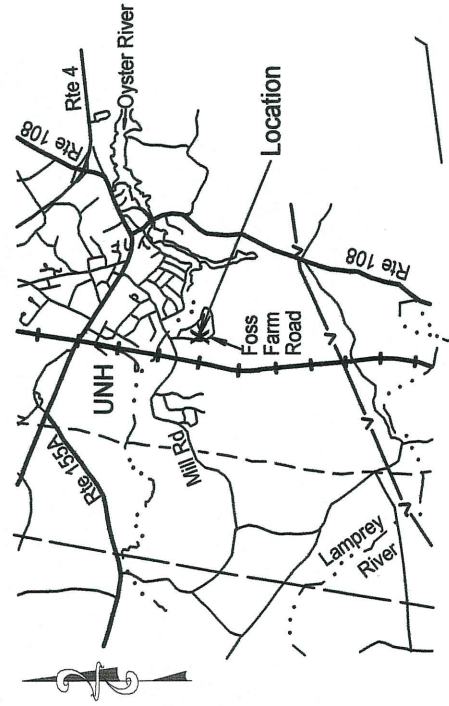 Rte 108
Rte 4
Oyster River
Location
Rte 108
Foss
Farm
Road
UNH
Mill Rd
Rte 155A
Lamprey
River